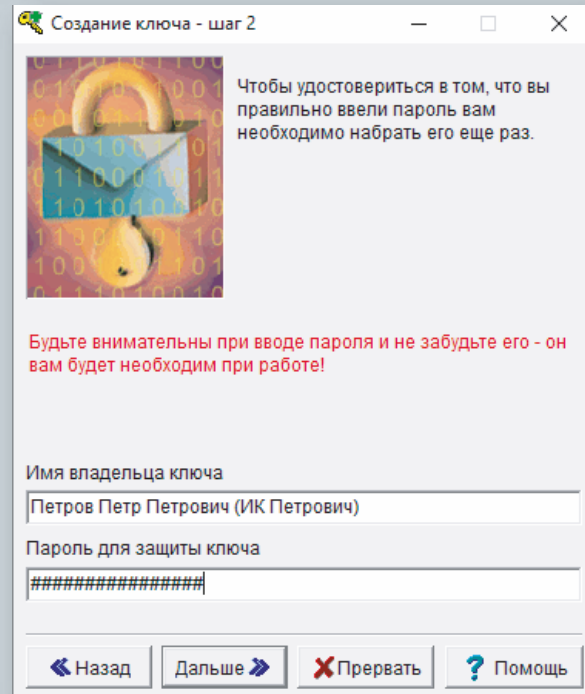 Создание ключа - шаг 2
Чтобы удостовериться в том, что вы
правильно ввели пароль вам
необходимо набрать его еще раз.
Будьте внимательны при вводе пароля и не забудьте его - он
вам будет необходим при работе!
Имя владельца ключа
Петров Петр Петрович (ИК Петрович)
Пароль для защиты ключа
################
Назад
Дальше
Прервать
Помощь